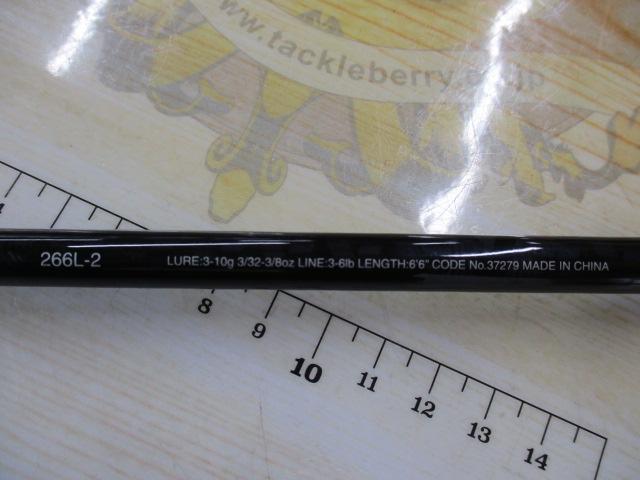 www.tackleberry.co.jp
266L-2 LURE:3-10g 3/32-3/8oz LINE:3-6lb LENGTH:6'6" CODE No.37279 MADE IN CHINA
8 9 10 11 12 13 14